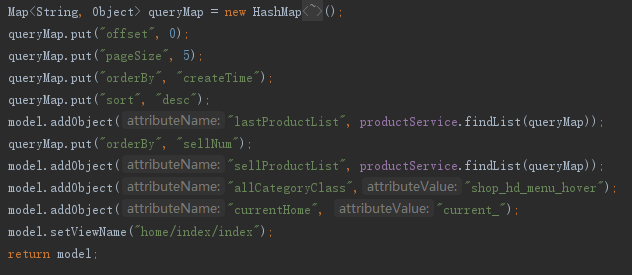 Map<String, Object> queryMap = new HashMap<~>();
queryMap.put("offset", 0);
queryMap.put("pageSize", 5);
queryMap.put("orderBy", "createTime");
queryMap.put("sort", "desc");
model.addObject( attributeName: "lastProductList", productService.findList(queryMap));
queryMap.put("orderBy", "sellNum");
model.addObject( attributeName: "sellProductList", productService.findList(queryMap));
model.addObject( attributeName: "allCategoryClass", attributeValue: "shop_hd_menu_hover");
model.addObject( attributeName: "currentHome", attributeValue: "current_");
model.setViewName("home/index/index");
return model;